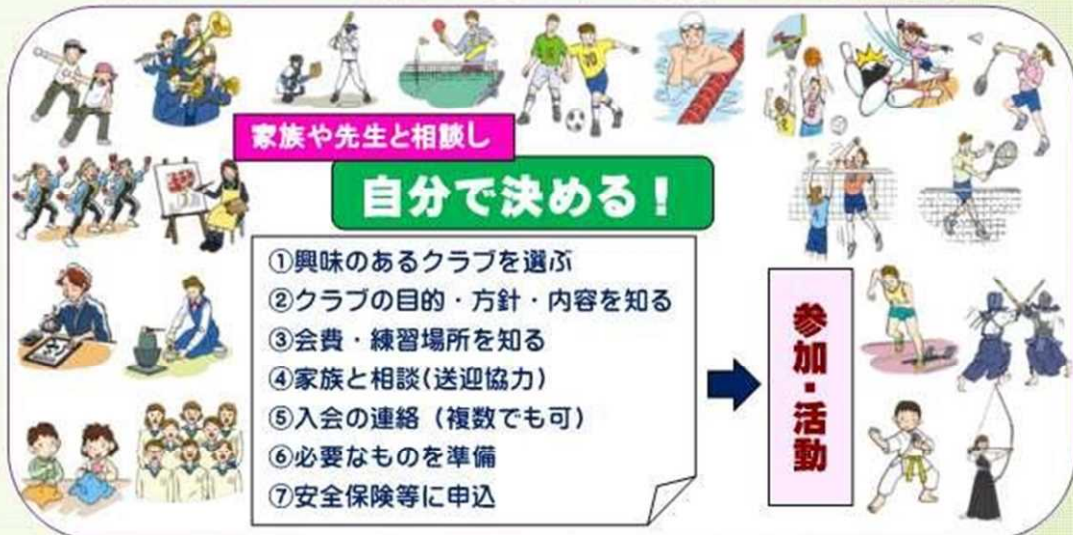 家族や先生と相談し
自分で決める！
①興味のあるクラブを選ぶ
②クラブの目的・方針・内容を知る
③会費・練習場所を知る
④家族と相談(送迎協力)
⑤入会の連絡（複数でも可）
⑥必要なものを準備
⑦安全保険等に申込
参加・活動